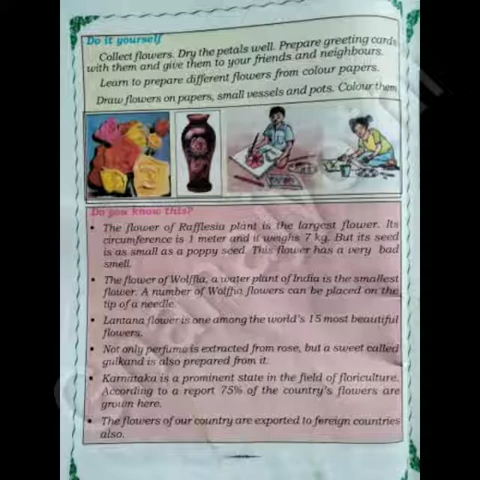 Do it yourself
Collect flowers. Dry the petals well. Prepare greeting cards
with them and give them to your friends and neighbours.
Learn to prepare different flowers from colour papers.
Draw flowers on papers, small vessels and pots. Colour them
Do you know this?
• The flower of Rafflesia plant is the largest flower. Its
circumference is 1 meter and it weighs 7 kg. But its seed
is as small as a poppy seed. This flower has a very bad
smell.
• The flower of Wolffia, a water plant of India is the smallest
flower. A number of Wolffia flowers can be placed on the
tip of a needle.
• Lantana flower is one among the world's 15 most beautiful
flowers.
• Not only perfume is extracted from rose, but a sweet called
gulkand is also prepared from it.
• Karnataka is a prominent state in the field of floriculture.
According to a report 75% of the country's flowers are
grown here.
• The flowers of our country are exported to foreign countries
also.